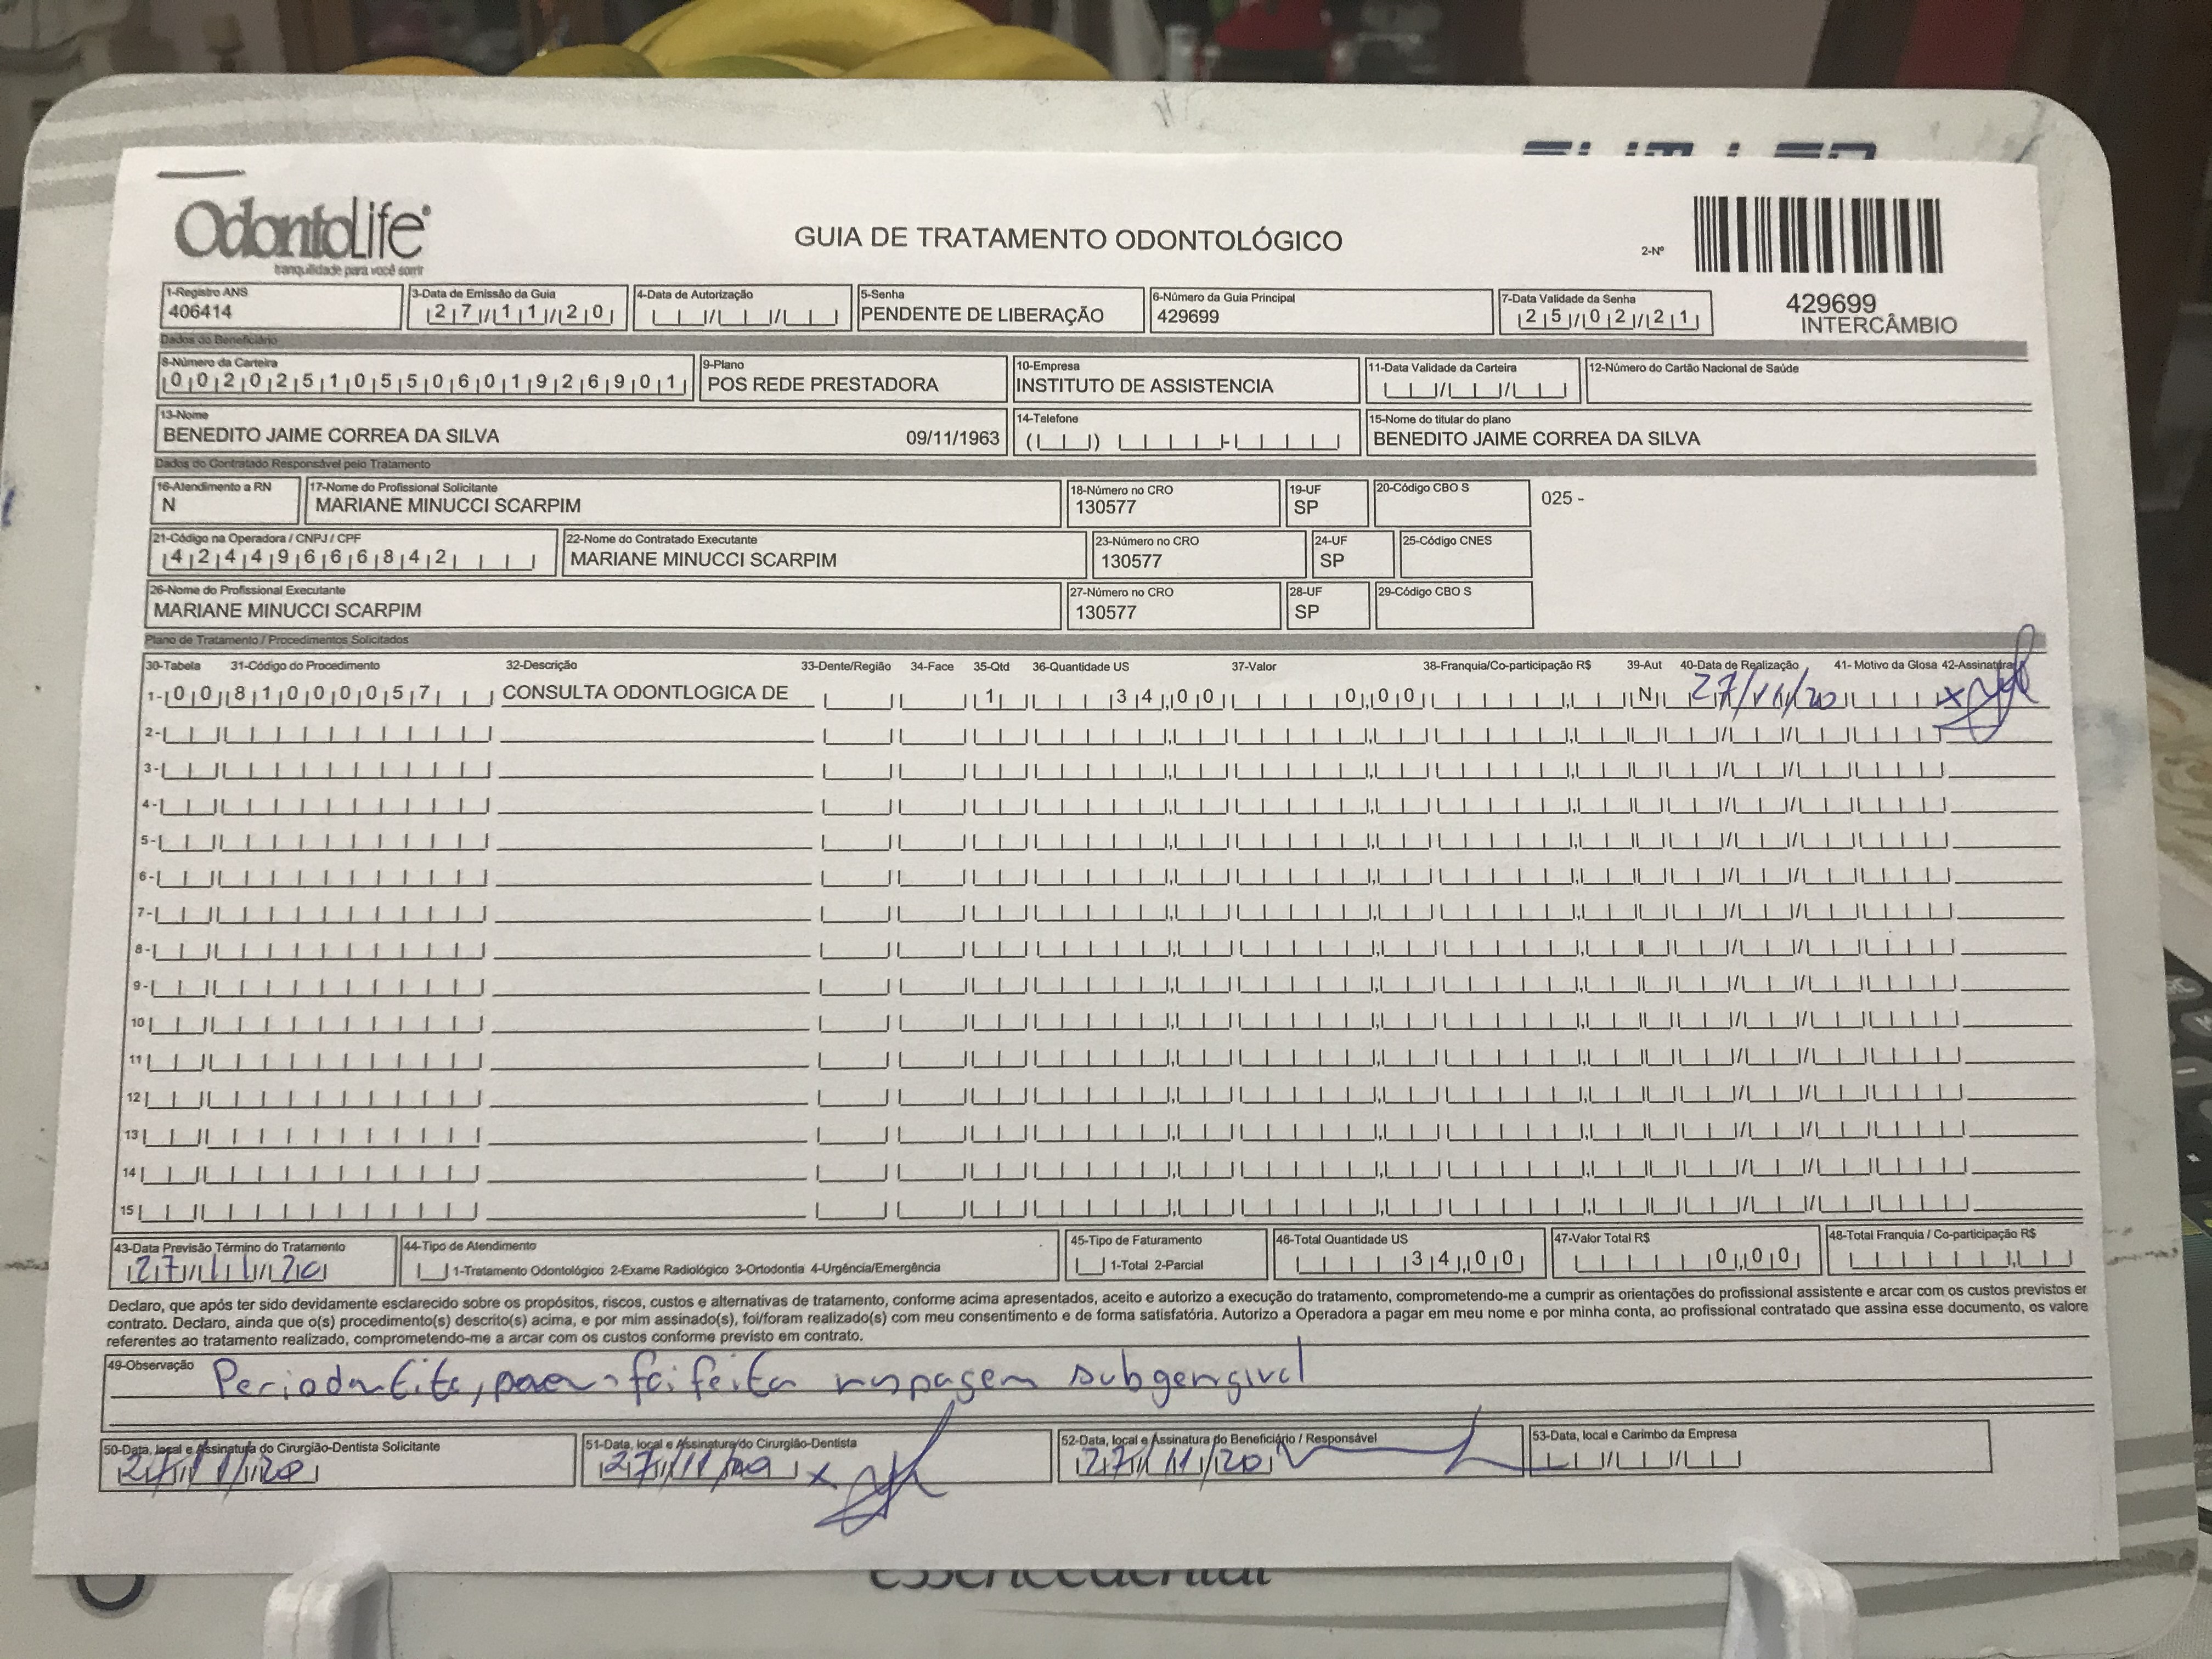 OdontoLife®
tranquilidade para você sorrir
GUIA DE TRATAMENTO ODONTOLÓGICO
2-Nº
429699
INTERCÂMBIO
1-Registro ANS
406414
3-Data de Emissão da Guia
27/11/20
4-Data de Autorização
5-Senha
PENDENTE DE LIBERAÇÃO
6-Número da Guia Principal
429699
7-Data Validade da Senha
25/02/21
Dados do Beneficiário
8-Número da Carteira
00202510550601926901
9-Plano
POS REDE PRESTADORA
10-Empresa
INSTITUTO DE ASSISTENCIA
11-Data Validade da Carteira
12-Número do Cartão Nacional de Saúde
13-Nome
BENEDITO JAIME CORREA DA SILVA 09/11/1963
14-Telefone
15-Nome do titular do plano
BENEDITO JAIME CORREA DA SILVA
Dados do Contratado Responsável pelo Tratamento
16-Atendimento a RN
N
17-Nome do Profissional Solicitante
MARIANE MINUCCI SCARPIM
18-Número no CRO
130577
19-UF
SP
20-Código CBO S
025 -
21-Código na Operadora / CNPJ / CPF
42449666842
22-Nome do Contratado Executante
MARIANE MINUCCI SCARPIM
23-Número no CRO
130577
24-UF
SP
25-Código CNES
26-Nome do Profissional Executante
MARIANE MINUCCI SCARPIM
27-Número no CRO
130577
28-UF
SP
29-Código CBO S
Plano de Tratamento / Procedimentos Solicitados
30-Tabela 31-Código do Procedimento 32-Descrição 33-Dente/Região 34-Face 35-Qtd 36-Quantidade US 37-Valor 38-Franquia/Co-participação R$ 39-Aut 40-Data de Realização 41- Motivo da Glosa 42-Assinatura
1- 00 81000057 CONSULTA ODONTLOGICA DE 1 34,00 0,00 N 27/11/20 x
2-
3-
4-
5-
6-
7-
8-
9-
10
11
12
13
14
15
43-Data Previsão Término do Tratamento
27/11/20
44-Tipo de Atendimento
1-Tratamento Odontológico 2-Exame Radiológico 3-Ortodontia 4-Urgência/Emergência
45-Tipo de Faturamento
1-Total 2-Parcial
46-Total Quantidade US
34,00
47-Valor Total R$
0,00
48-Total Franquia / Co-participação R$
Declaro, que após ter sido devidamente esclarecido sobre os propósitos, riscos, custos e alternativas de tratamento, conforme acima apresentados, aceito e autorizo a execução do tratamento, comprometendo-me a cumprir as orientações do profissional assistente e arcar com os custos previstos er
contrato. Declaro, ainda que o(s) procedimento(s) descrito(s) acima, e por mim assinado(s), foi/foram realizado(s) com meu consentimento e de forma satisfatória. Autorizo a Operadora a pagar em meu nome e por minha conta, ao profissional contratado que assina esse documento, os valore
referentes ao tratamento realizado, comprometendo-me a arcar com os custos conforme previsto em contrato.
49-Observação
Periodontite, foi feita raspagem subgengival
50-Data, local e Assinatura do Cirurgião-Dentista Solicitante
27/11/20
51-Data, local e Assinatura do Cirurgião-Dentista
27/11/20 x
52-Data, local e Assinatura do Beneficiário / Responsável
27/11/20
53-Data, local e Carimbo da Empresa